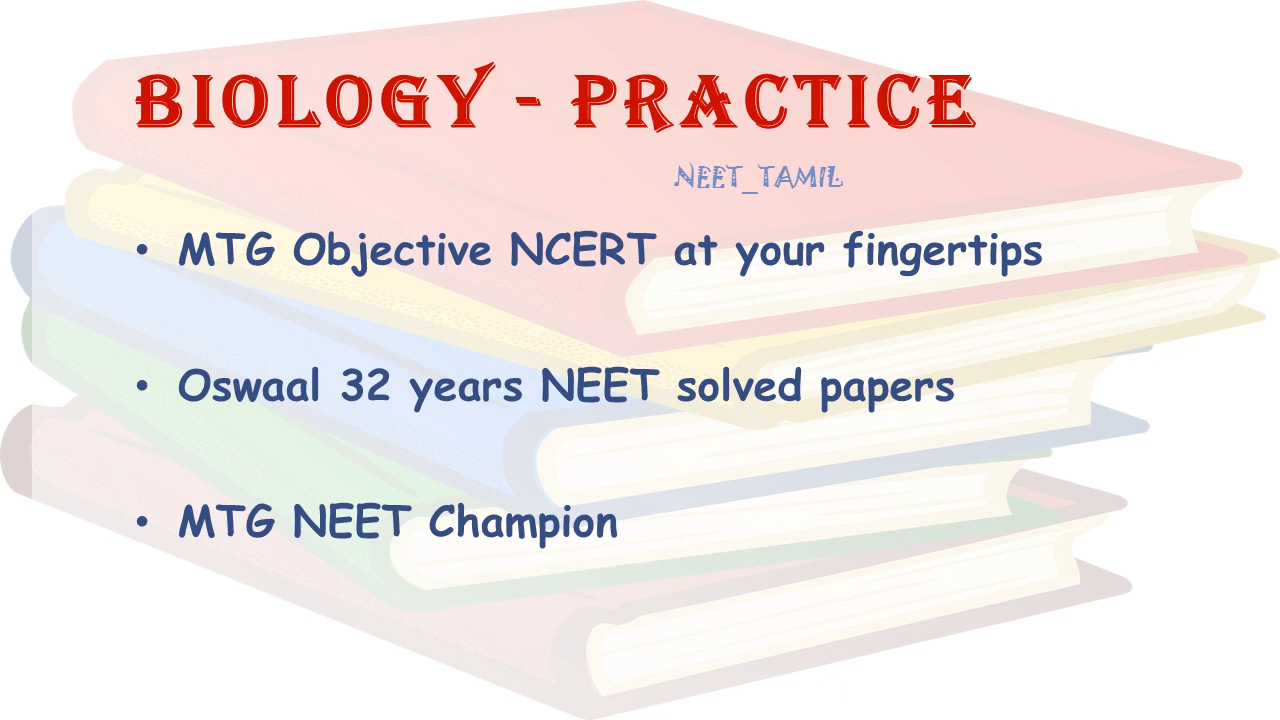 BIOLOGY - PRACTICE
NEET_TAMIL
• MTG Objective NCERT at your fingertips
• Oswaal 32 years NEET solved papers
• MTG NEET Champion